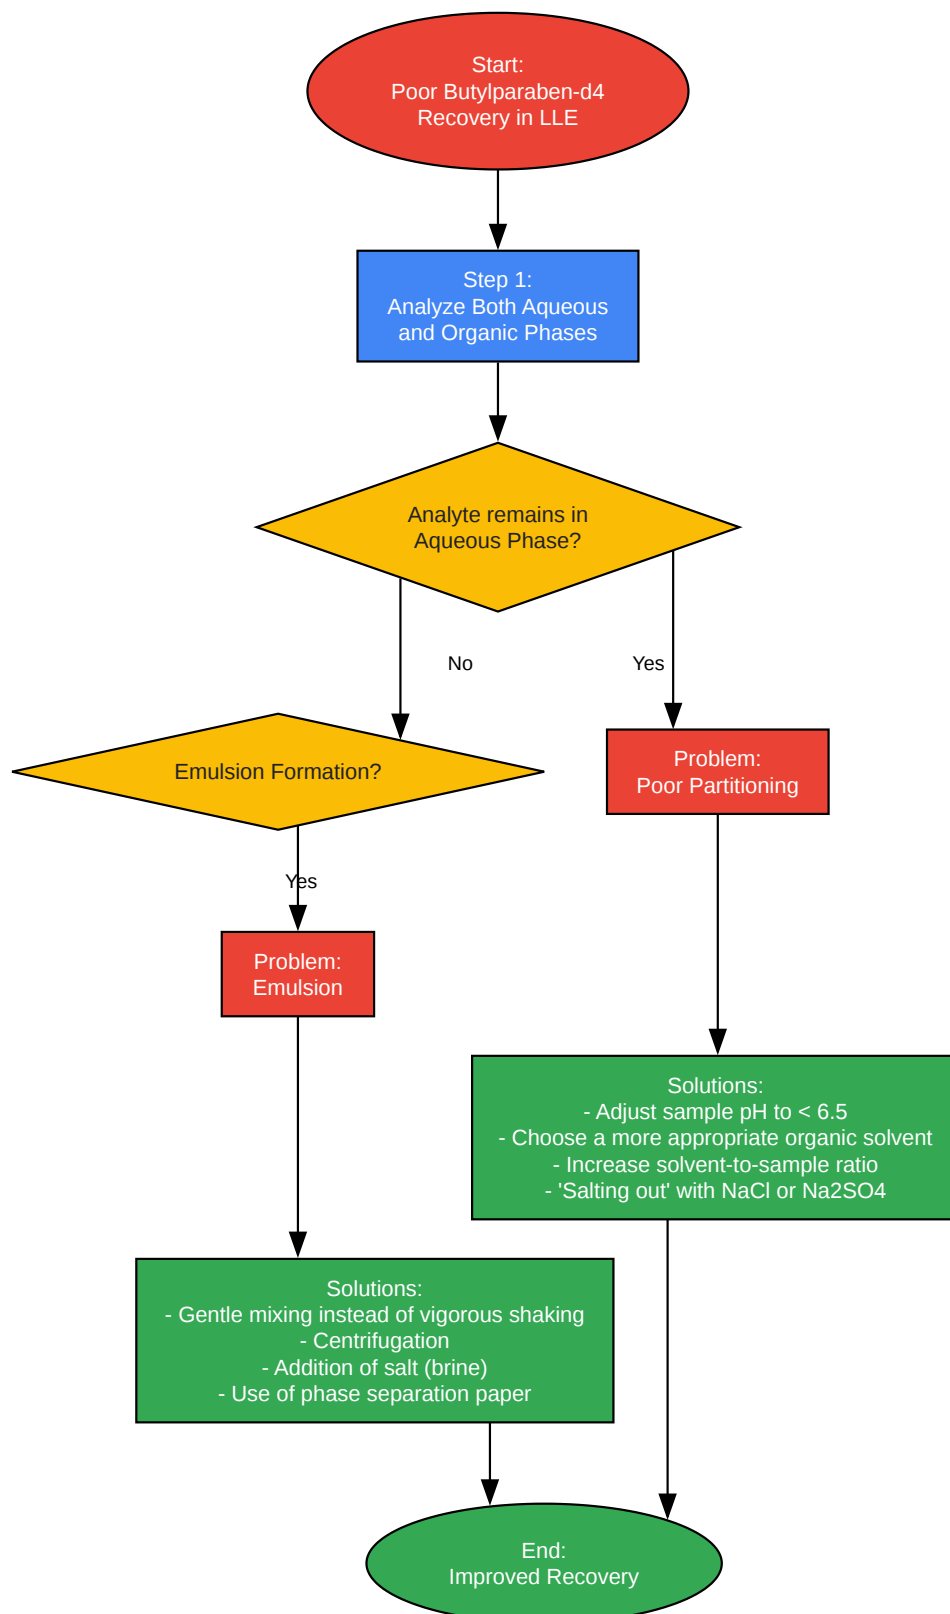 Start:
Poor Butylparaben-d4
Recovery in LLE
Step 1:
Analyze Both Aqueous
and Organic Phases
Analyte remains in
Aqueous Phase?
No
Yes
Emulsion Formation?
Problem:
Poor Partitioning
Yes
Problem:
Emulsion
Solutions:
- Adjust sample pH to < 6.5
- Choose a more appropriate organic solvent
- Increase solvent-to-sample ratio
- 'Salting out' with NaCl or Na2SO4
Solutions:
- Gentle mixing instead of vigorous shaking
- Centrifugation
- Addition of salt (brine)
- Use of phase separation paper
End:
Improved Recovery